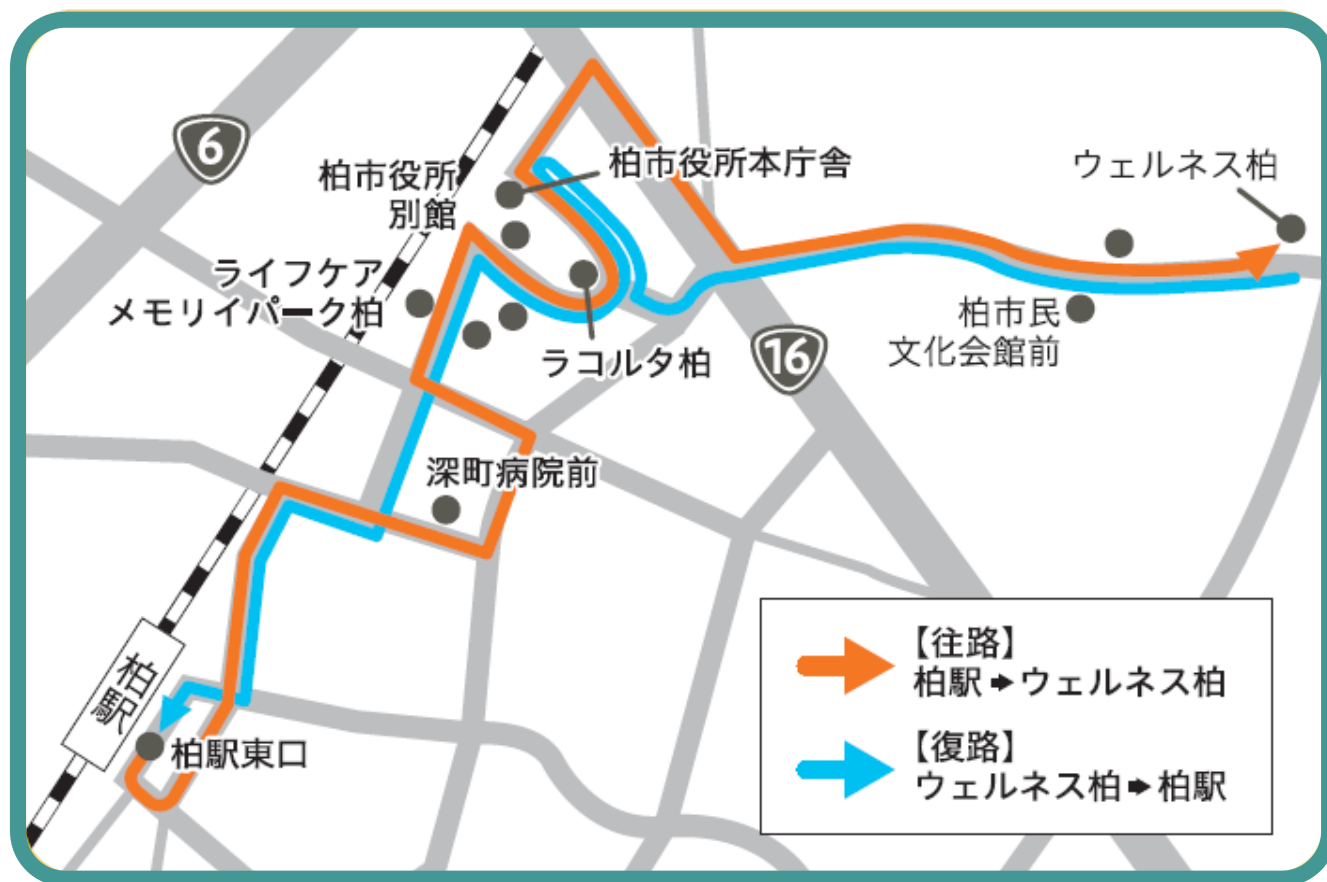 6
柏市役所
別館
柏市役所本庁舎
ウェルネス柏
ライフケア
メモリイパーク柏
ラコルタ柏
16
柏市民
文化会館前
深町病院前
柏駅
柏駅東口
【往路】
柏駅➡ウェルネス柏
【復路】
ウェルネス柏➡柏駅